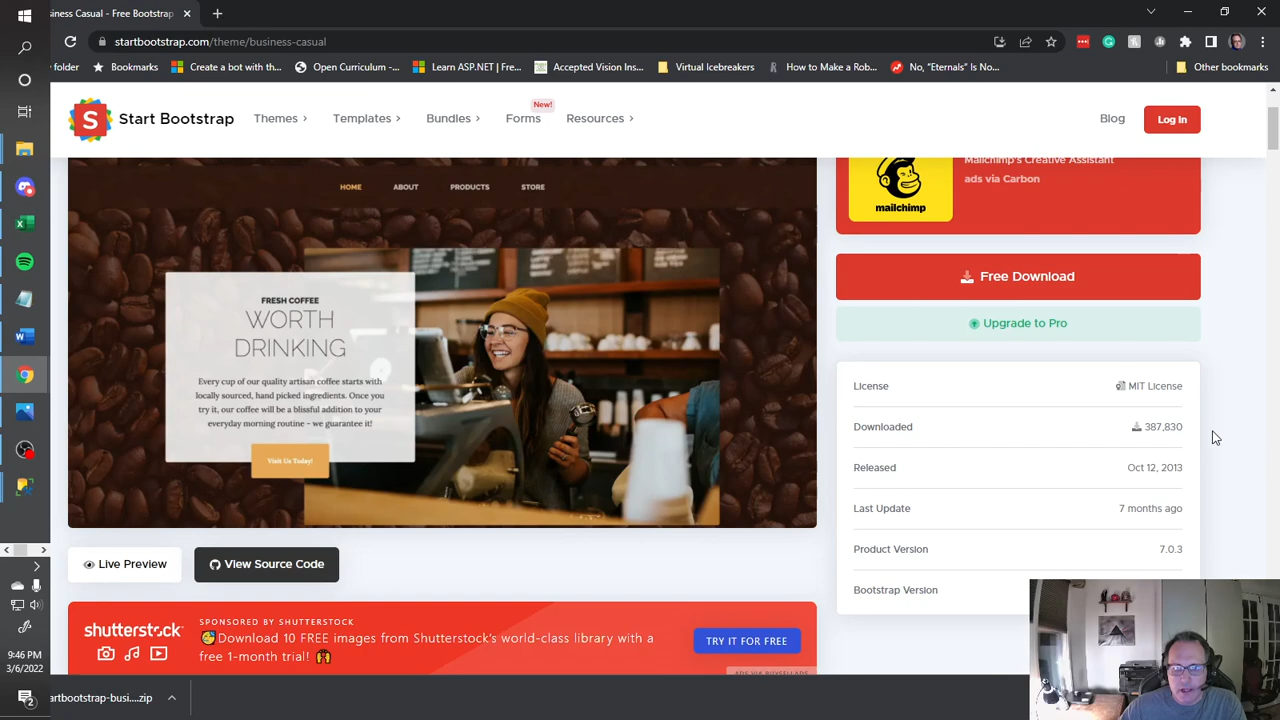 startbootstrap.com/theme/business-casual
folder
Bookmarks
Create a bot with th...
Open Curriculum -...
Learn ASP.NET | Fre...
Accepted Vision Ins...
Virtual Icebreakers
How to Make a Rob...
No, "Eternals" Is No...
Other bookmarks
S Start Bootstrap
Themes
Templates
Bundles
Forms
New!
Resources
Blog
Log In
HOME ABOUT PRODUCTS STORE
Mailchimp's Creative Assistant
ads via Carbon
mailchimp
FRESH COFFEE
WORTH
DRINKING
Every cup of our quality artisan coffee starts with
locally sourced, hand picked ingredients. Once you
try it, our coffee will be a blissful addition to your
everyday morning routine - we guarantee it!
Visit Us Today!
Free Download
Upgrade to Pro
License MIT License
Downloaded 387,830
Released Oct 12, 2013
Last Update 7 months ago
Product Version 7.0.3
Bootstrap Version
Live Preview
View Source Code
shutterstock
SPONSORED BY SHUTTERSTOCK
Download 10 FREE images from Shutterstock's world-class library with a
free 1-month trial!
TRY IT FOR FREE
9:46 PM
3/6/2022
2
artbootstrap-busi....zip